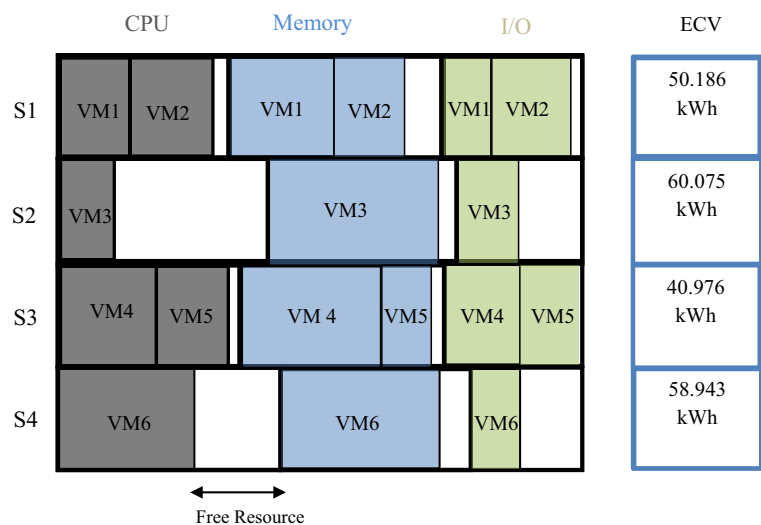 CPU Memory I/O ECV
S1 VM1 VM2 VM1 VM2 VM1 VM2 50.186
kWh
S2 VM3 VM3 VM3 60.075
kWh
S3 VM4 VM5 VM 4 VM5 VM4 VM5 40.976
kWh
S4 VM6 VM6 VM6 58.943
kWh
Free Resource